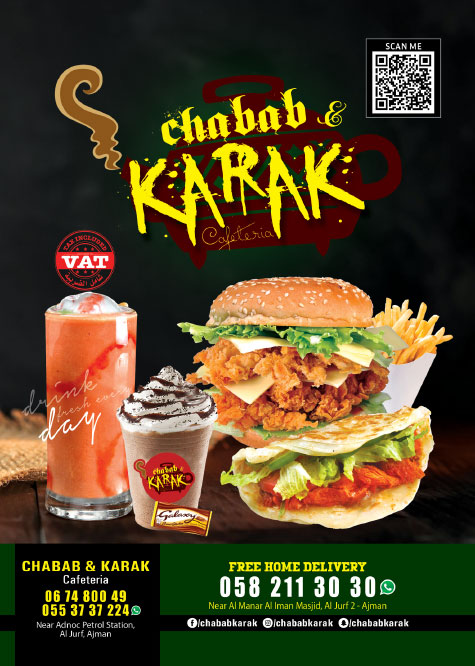 SCAN ME
chabab &
KARAK
Cafeteria
VAT
drink
fresh every
day
chabab &
KARAK
Galaxy
CHABAB & KARAK
Cafeteria
06 74 800 49
055 37 37 224
Near Adnoc Petrol Station,
Al Jurf, Ajman
FREE HOME DELIVERY
058 211 30 30
Near Al Manar Al Iman Masjid, Al Jurf 2 - Ajman
/chababkarak /chababkarak /chababkarak